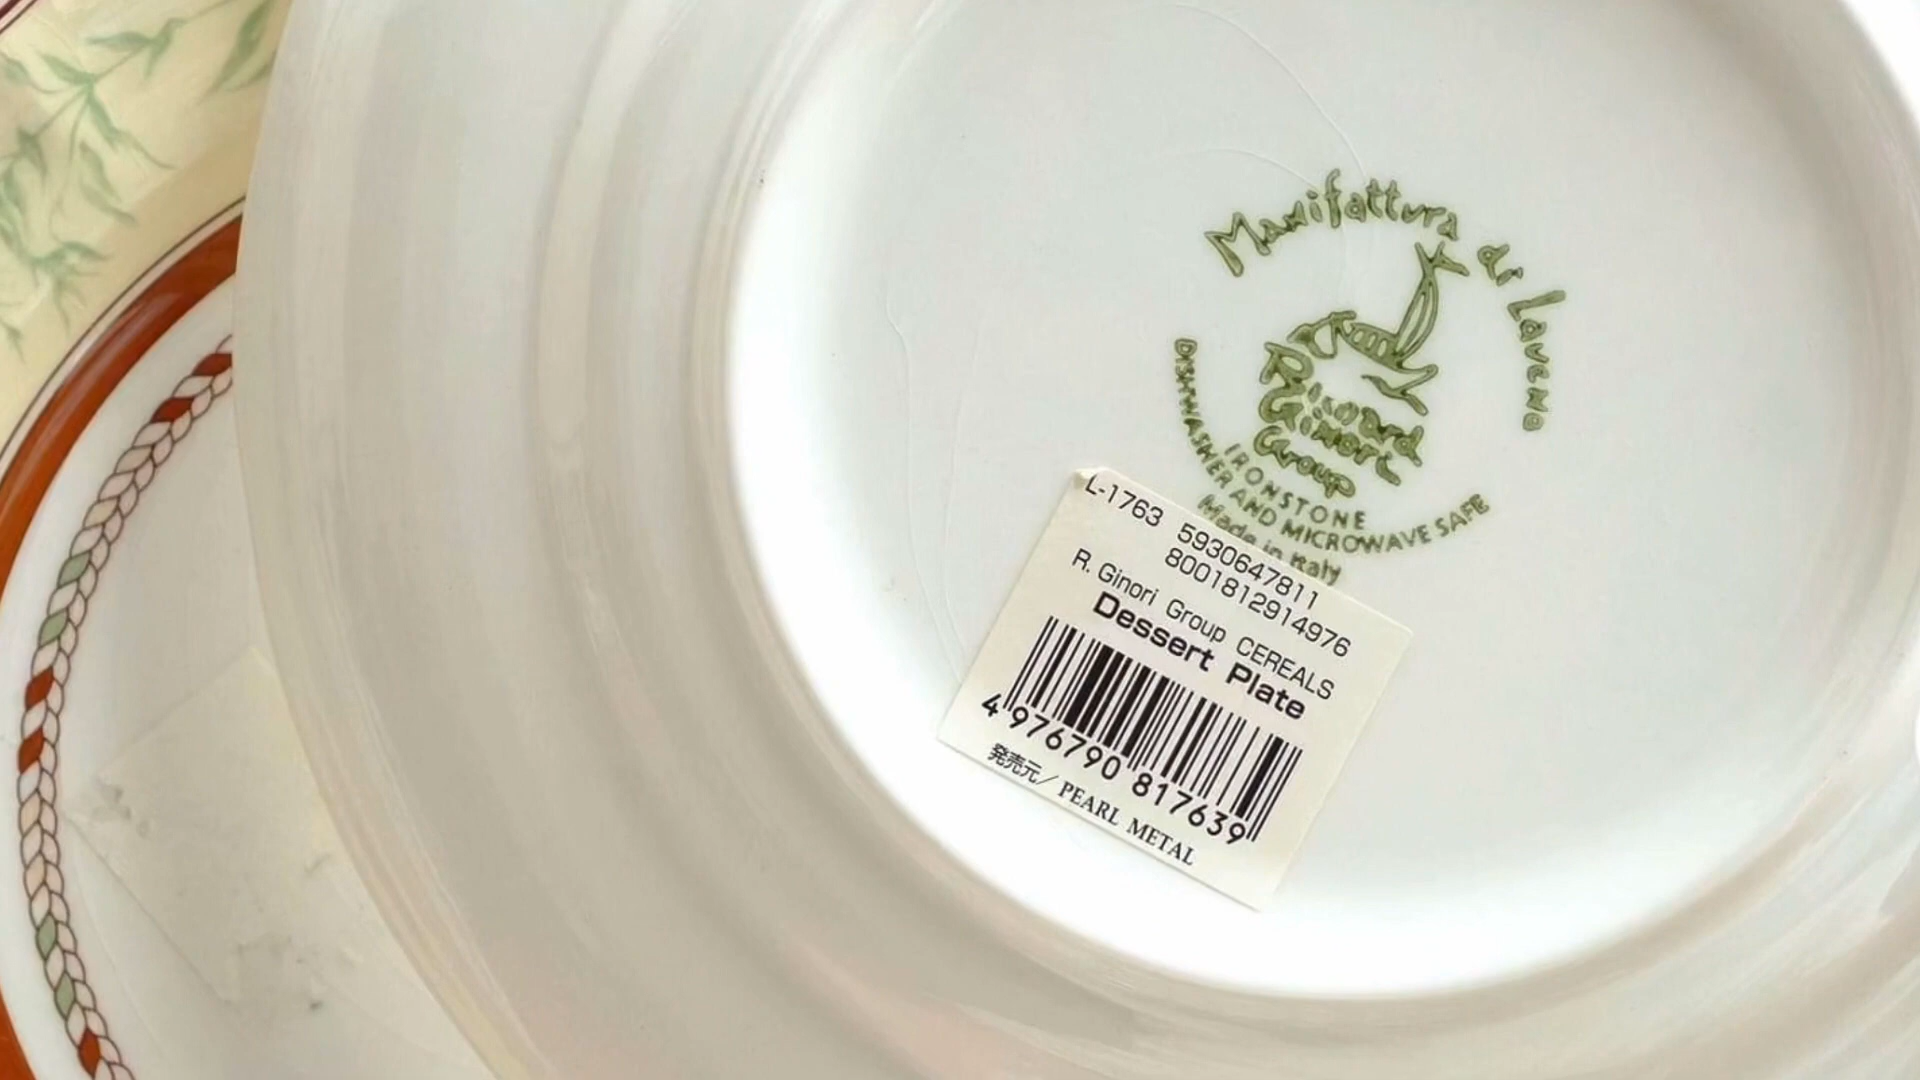 Manifattura di Laveno
Richard
Ginori
Group
IRONSTONE
DISHWASHER AND MICROWAVE SAFE
Made in Italy
L-1763 5930647811
8001812914976
R. Ginori Group CEREALS
Dessert Plate
4 976790 817639
発売元/PEARL METAL